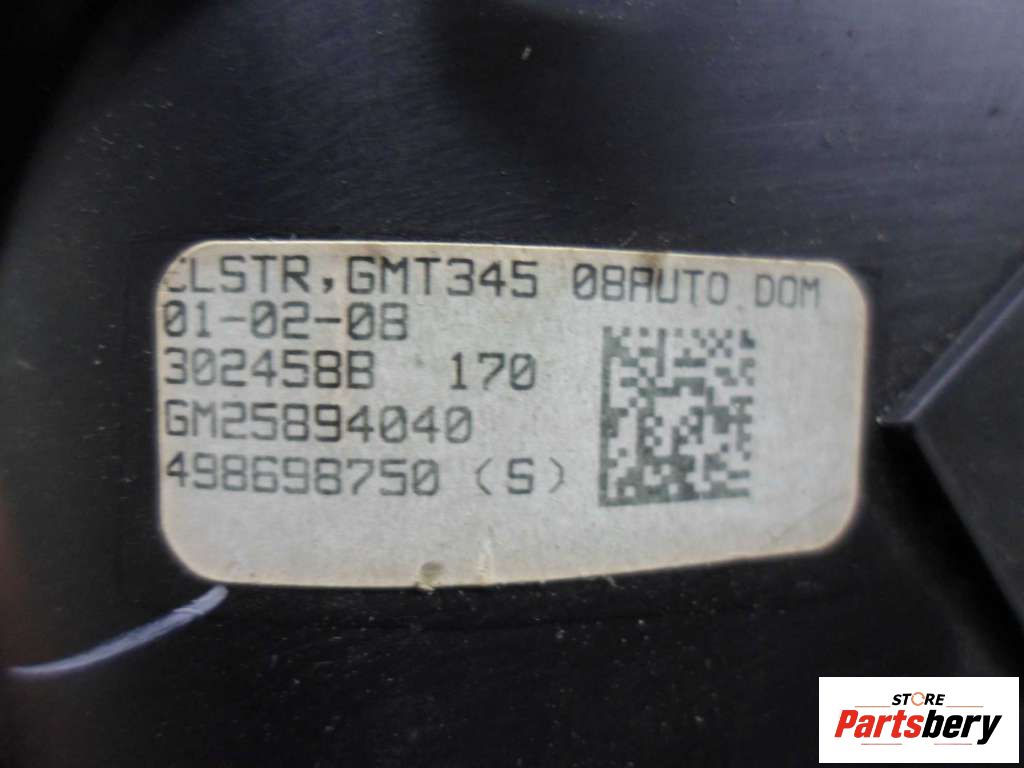 CLSTR,GMT345 08AUTO DOM
01-02-08
302458B 170
GM25894040
498698750 (S)
STORE
Partsbery